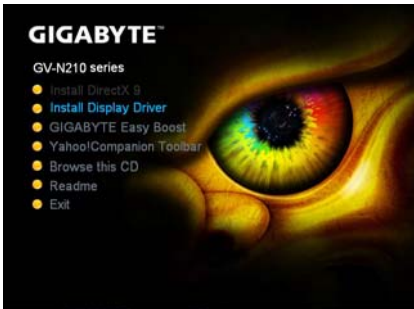 GIGABYTE™
GV-N210 series
Install DirectX 9
Install Display Driver
GIGABYTE Easy Boost
Yahoo!Companion Toolbar
Browse this CD
Readme
Exit